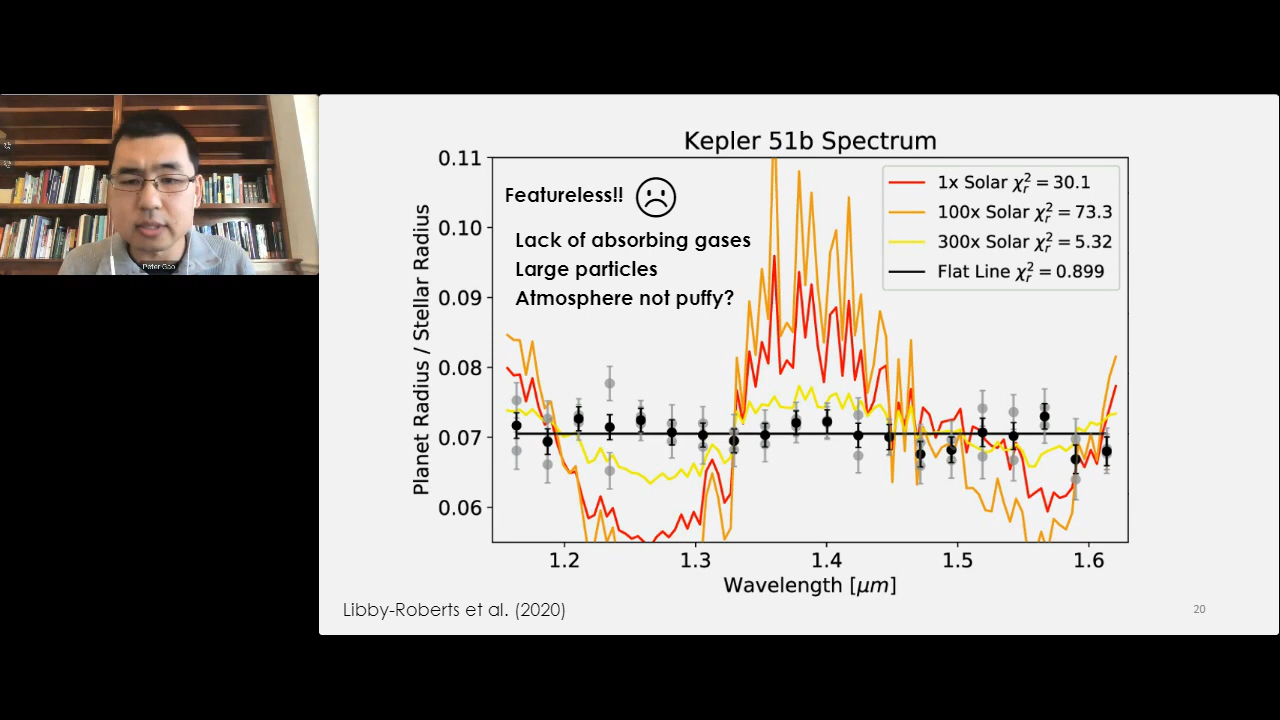 Peter Gao
Kepler 51b Spectrum
Featureless!!
Lack of absorbing gases
Large particles
Atmosphere not puffy?
1x Solar χ²ᵣ = 30.1
100x Solar χ²ᵣ = 73.3
300x Solar χ²ᵣ = 5.32
Flat Line χ²ᵣ = 0.899
Planet Radius / Stellar Radius
0.11
0.10
0.09
0.08
0.07
0.06
1.2 1.3 1.4 1.5 1.6
Wavelength [μm]
Libby-Roberts et al. (2020)
20